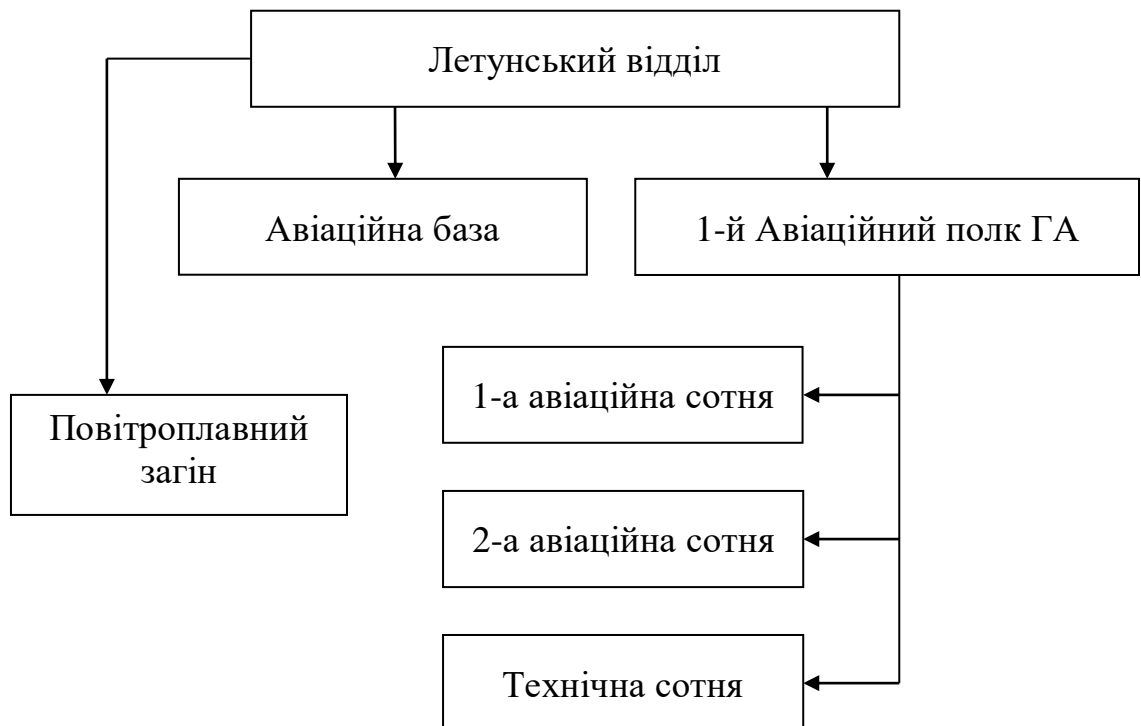 Летунський відділ
Авіаційна база
1-й Авіаційний полк ГА
1-а авіаційна сотня
Повітроплавний
загін
2-а авіаційна сотня
Технічна сотня